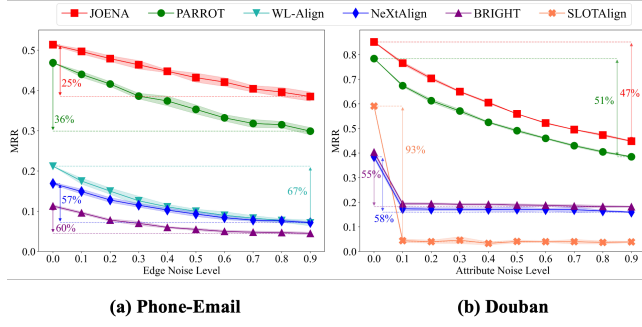 JOENA PARROT WL-Align NeXtAlign BRIGHT SLOTAlign
(a)
0.5
0.4
0.3
0.2
0.1
0.0
MRR
25%
36%
67%
57%
60%
0.0 0.1 0.2 0.3 0.4 0.5 0.6 0.7 0.8 0.9
Edge Noise Level
(b)
0.8
0.7
0.6
0.5
0.4
0.3
0.2
0.1
0.0
MRR
51%
47%
93%
55%
58%
0.0 0.1 0.2 0.3 0.4 0.5 0.6 0.7 0.8 0.9
Attribute Noise Level
(a) Phone-Email
(b) Douban